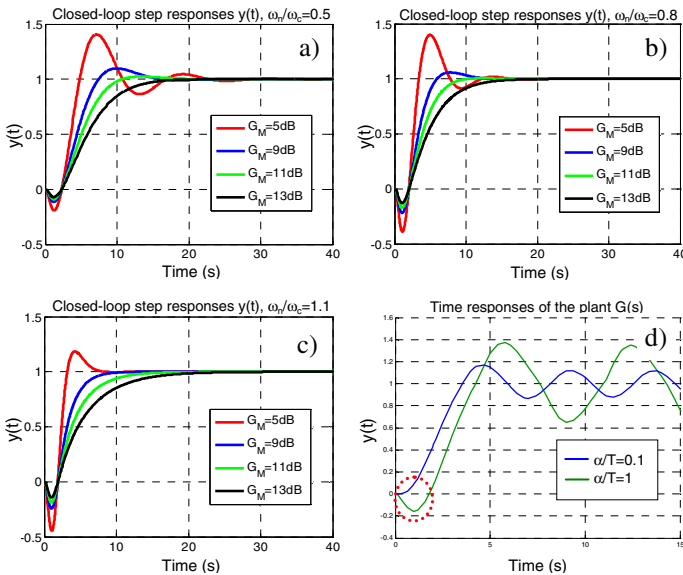 Closed-loop step responses y(t), ωn/ωc=0.5
a)
y(t)
1.5
1
0.5
0
-0.5
0
10
20
30
40
Time (s)
GM=5dB
GM=9dB
GM=11dB
GM=13dB
Closed-loop step responses y(t), ωn/ωc=0.8
b)
y(t)
1.5
1
0.5
0
-0.5
0
10
20
30
40
Time (s)
GM=5dB
GM=9dB
GM=11dB
GM=13dB
Closed-loop step responses y(t), ωn/ωc=1.1
c)
y(t)
1.5
1
0.5
0
-0.5
0
10
20
30
40
Time (s)
GM=5dB
GM=9dB
GM=11dB
GM=13dB
Time responses of the plant G(s)
d)
y(t)
1.6
1.4
1.2
1.0
0.8
0.6
0.4
0.2
0
-0.2
-0.4
0
5
10
15
Time (s)
α/T=0.1
α/T=1